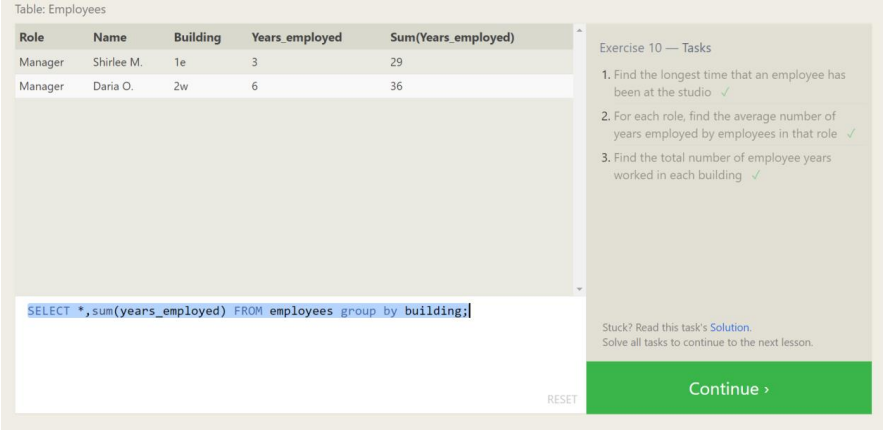 Table: Employees
Role Name Building Years_employed Sum(Years_employed)
Manager Shirlee M. 1e 3 29
Manager Daria O. 2w 6 36
SELECT *,sum(years_employed) FROM employees group by building;
RESET
Exercise 10 — Tasks
1. Find the longest time that an employee has
been at the studio ✓
2. For each role, find the average number of
years employed by employees in that role ✓
3. Find the total number of employee years
worked in each building ✓
Stuck? Read this task's Solution.
Solve all tasks to continue to the next lesson.
Continue ›